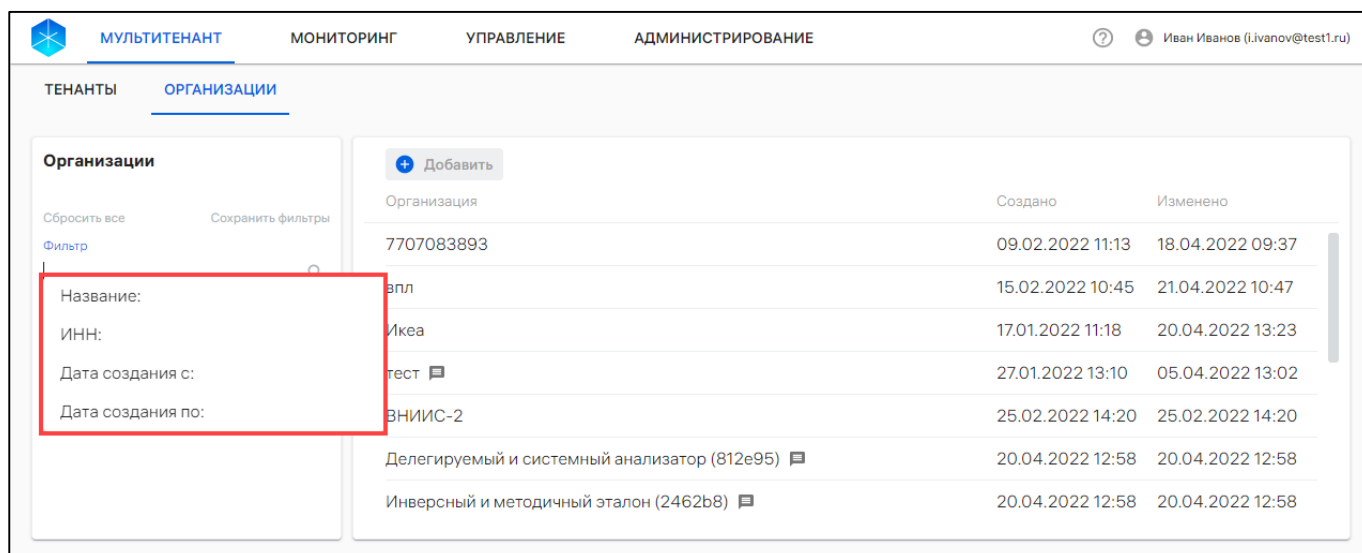 МУЛЬТИТЕНАНТ МОНИТОРИНГ УПРАВЛЕНИЕ АДМИНИСТРИРОВАНИЕ Иван Иванов (i.ivanov@test1.ru)
ТЕНАНТЫ ОРГАНИЗАЦИИ
Организации
Сбросить все Сохранить фильтры
Фильтр
Название:
ИНН:
Дата создания с:
Дата создания по:
Добавить
Организация Создано Изменено
7707083893 09.02.2022 11:13 18.04.2022 09:37
впл 15.02.2022 10:45 21.04.2022 10:47
Икеа 17.01.2022 11:18 20.04.2022 13:23
тест 27.01.2022 13:10 05.04.2022 13:02
ВНИИС-2 25.02.2022 14:20 25.02.2022 14:20
Делегируемый и системный анализатор (812e95) 20.04.2022 12:58 20.04.2022 12:58
Инверсный и методичный эталон (2462b8) 20.04.2022 12:58 20.04.2022 12:58